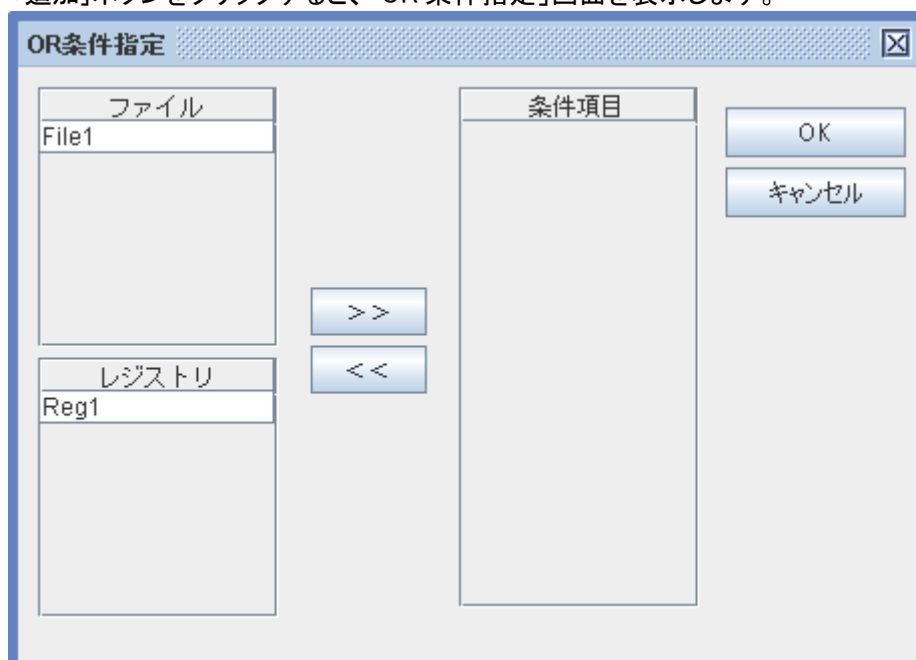 追加]ボタンをクリックすると、「OR 条件指定」画面を表示します。
OR条件指定
ファイル
File1
条件項目
OK
キャンセル
>>
<<
レジストリ
Reg1